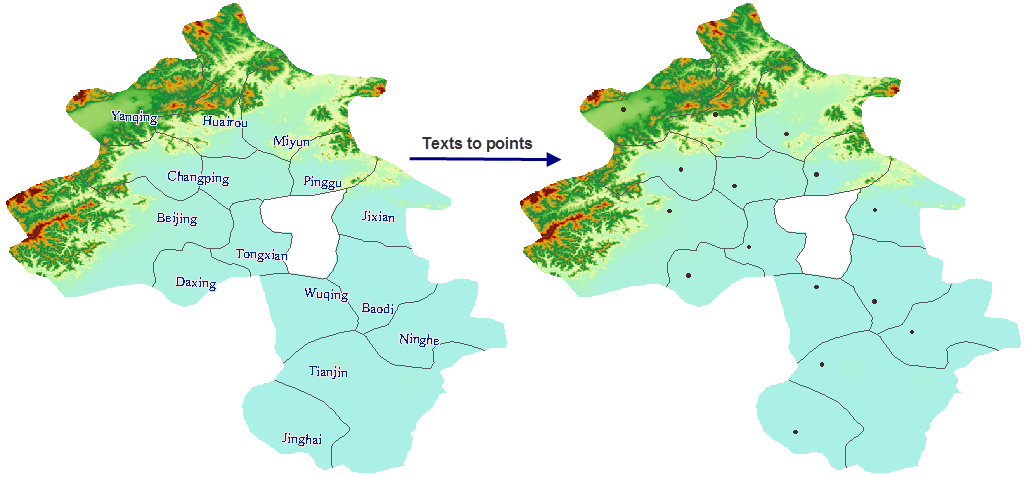 Yanqing
Huairou
Miyun
Texts to points
Changping
Pinggu
Beijing
Jixian
Tongxian
Daxing
Wuqing
Baodi
Ninghe
Tianjin
Jinghai